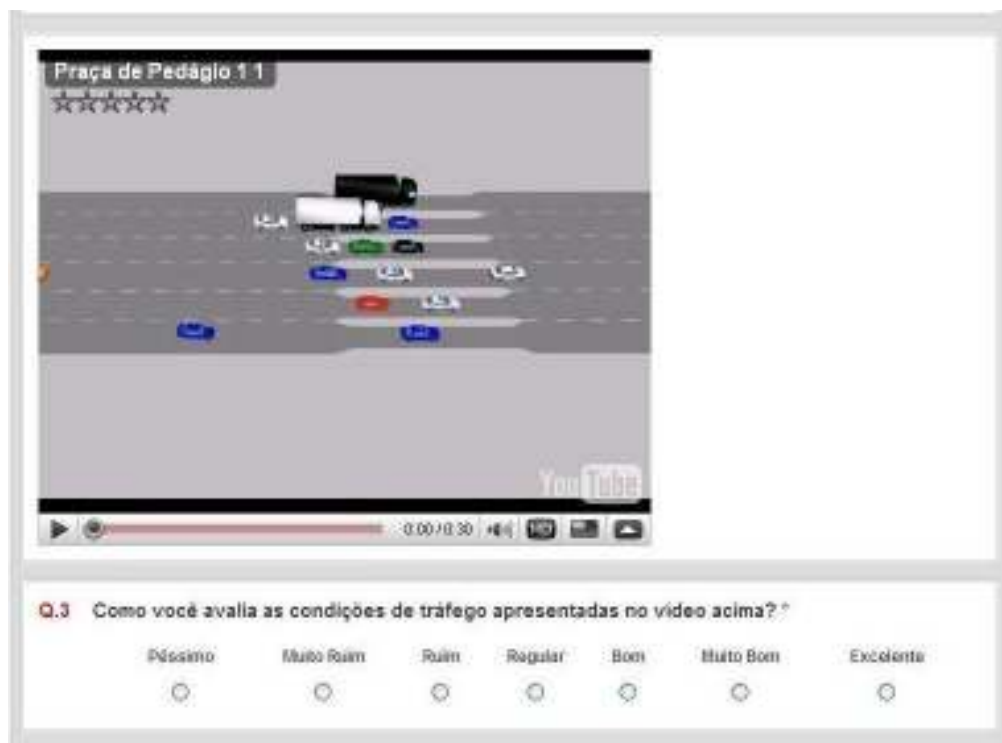 Praça de Pedágio 1 1
YouTube
0:00 / 0:30
HQ
Q.3 Como você avalia as condições de tráfego apresentadas no vídeo acima? *
Péssimo Muito Ruim Ruim Regular Bom Muito Bom Excelente